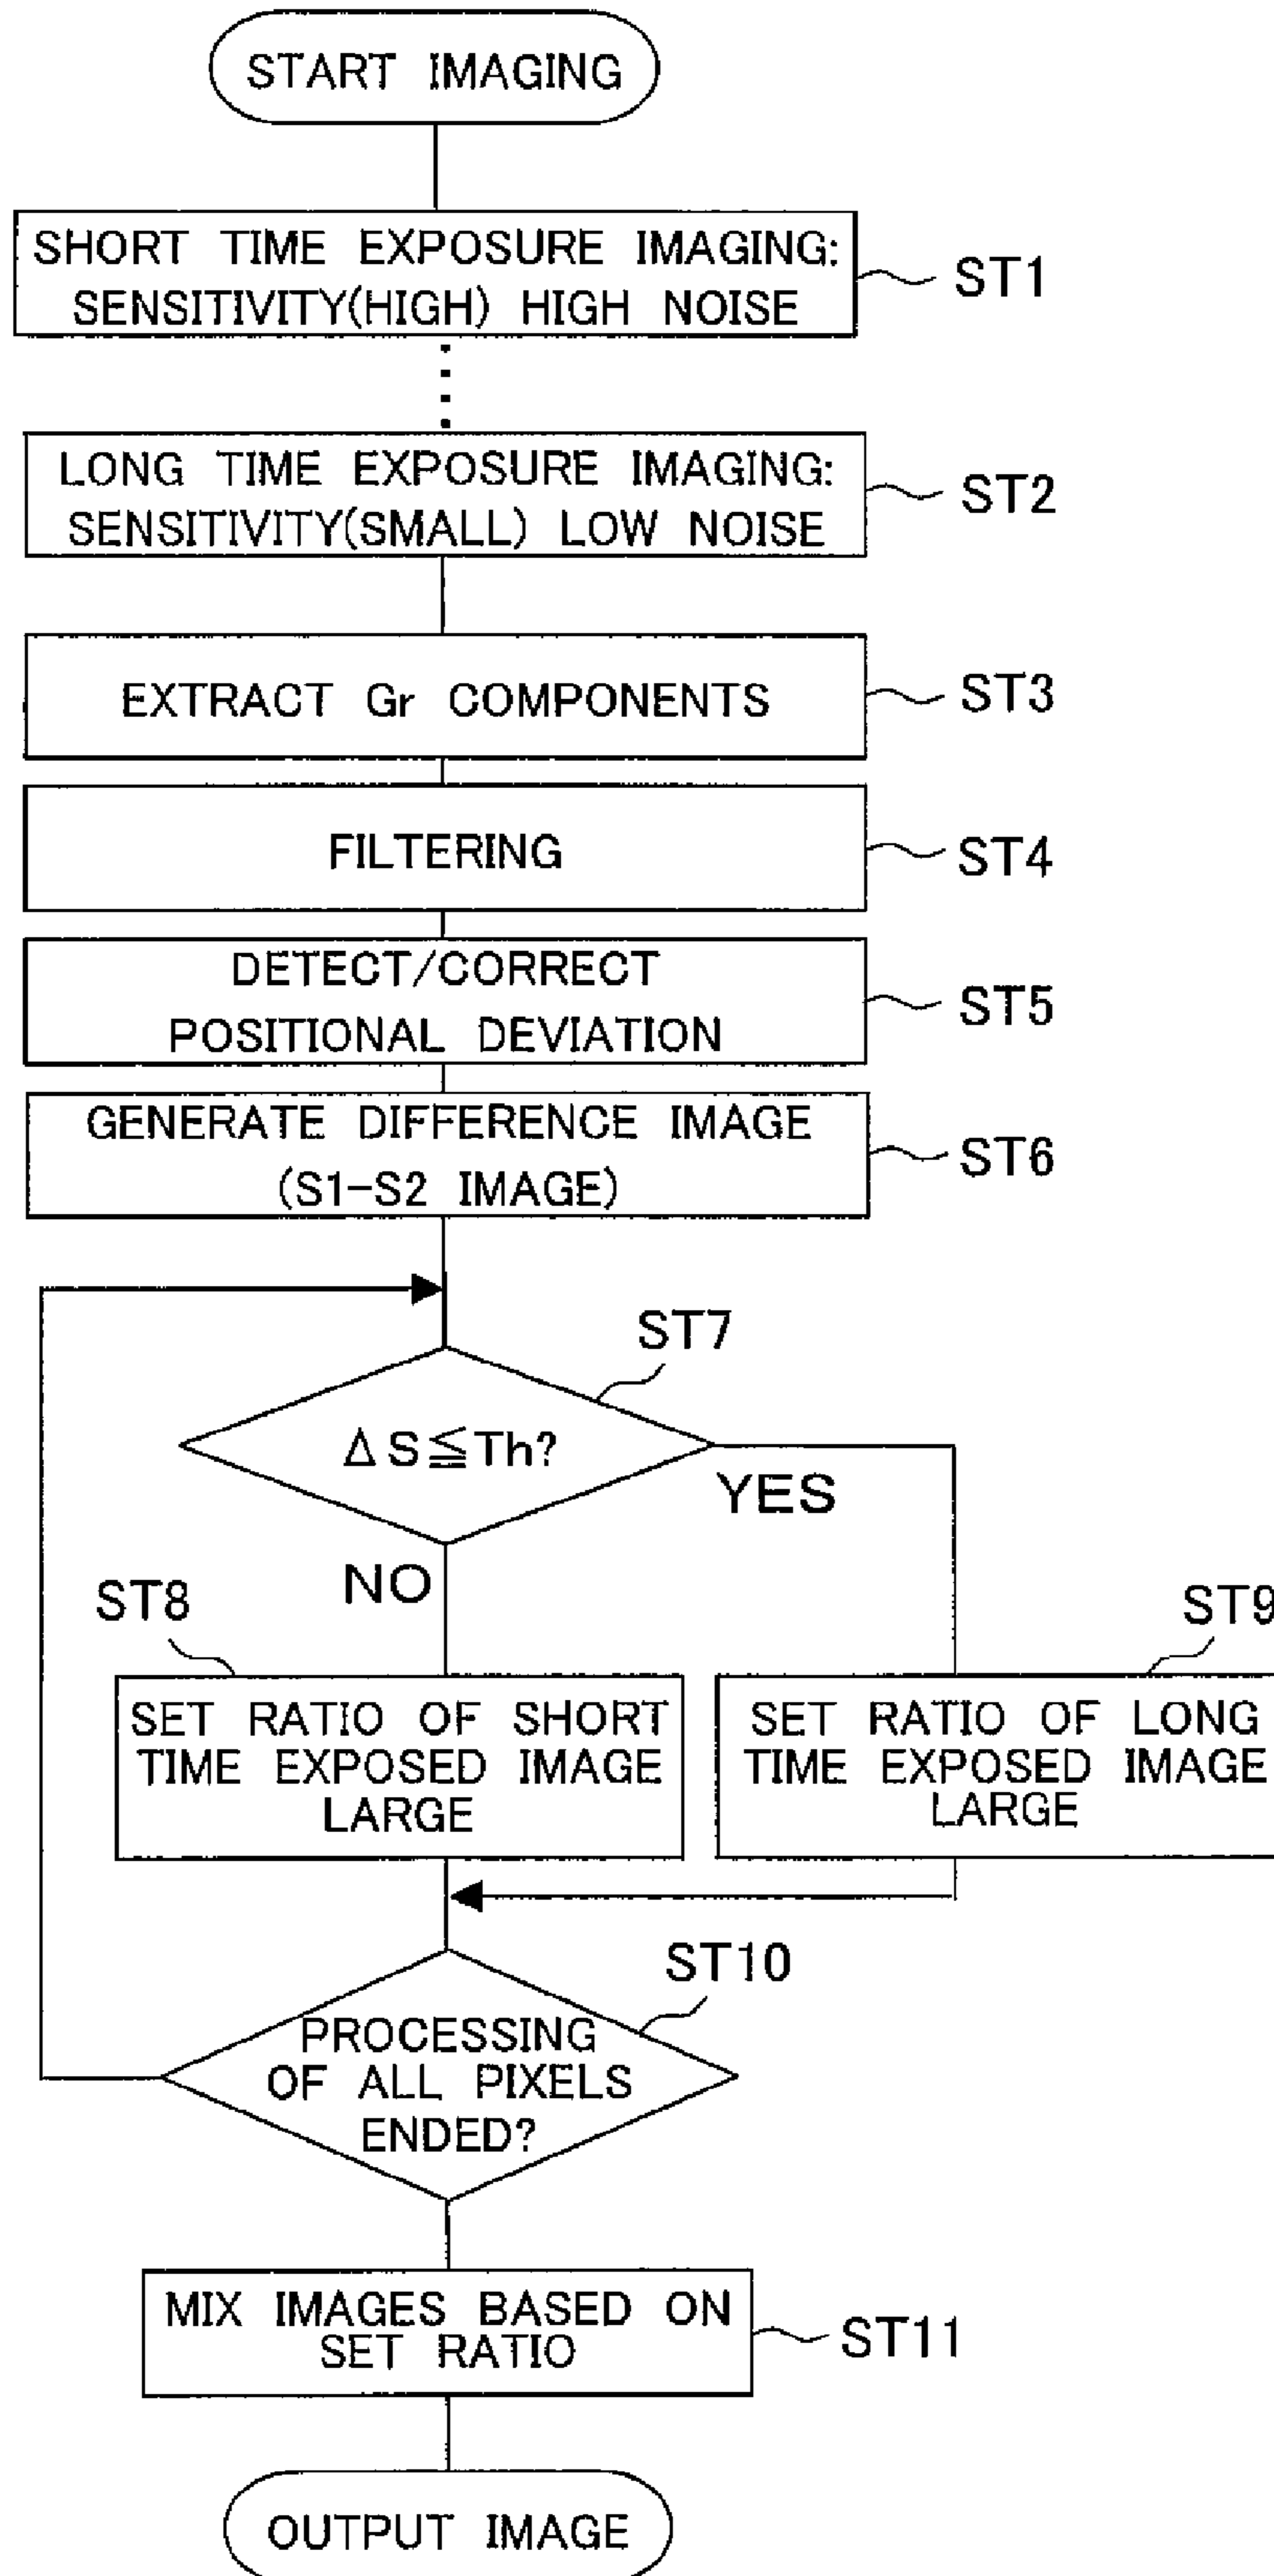 START IMAGING
SHORT TIME EXPOSURE IMAGING:
SENSITIVITY(HIGH) HIGH NOISE
ST1
LONG TIME EXPOSURE IMAGING:
SENSITIVITY(SMALL) LOW NOISE
ST2
EXTRACT Gr COMPONENTS
ST3
FILTERING
ST4
DETECT/CORRECT
POSITIONAL DEVIATION
ST5
GENERATE DIFFERENCE IMAGE
(S1-S2 IMAGE)
ST6
ST7
ΔS≦Th?
YES
NO
ST8
SET RATIO OF SHORT
TIME EXPOSED IMAGE
LARGE
ST9
SET RATIO OF LONG
TIME EXPOSED IMAGE
LARGE
ST10
PROCESSING
OF ALL PIXELS
ENDED?
MIX IMAGES BASED ON
SET RATIO
ST11
OUTPUT IMAGE